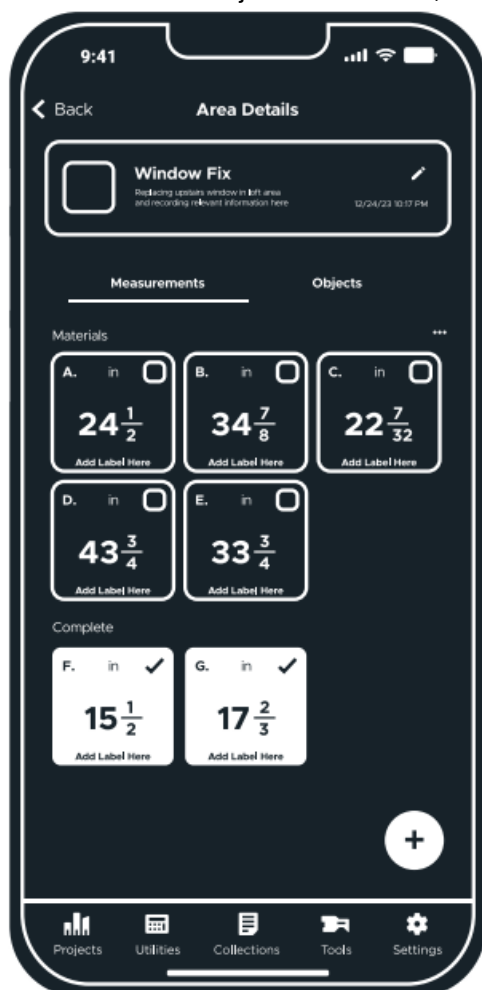 9:41
Back
Area Details
Window Fix
Replacing upstairs window in loft area
and recording relevant information here
12/24/23 10:17 PM
Measurements Objects
Materials
A. in B. in C. in
24 1/2 34 7/8 22 7/32
Add Label Here Add Label Here Add Label Here
D. in E. in
43 3/4 33 3/4
Add Label Here Add Label Here
Complete
F. in G. in
15 1/2 17 2/3
Add Label Here Add Label Here
+
Projects Utilities Collections Tools Settings